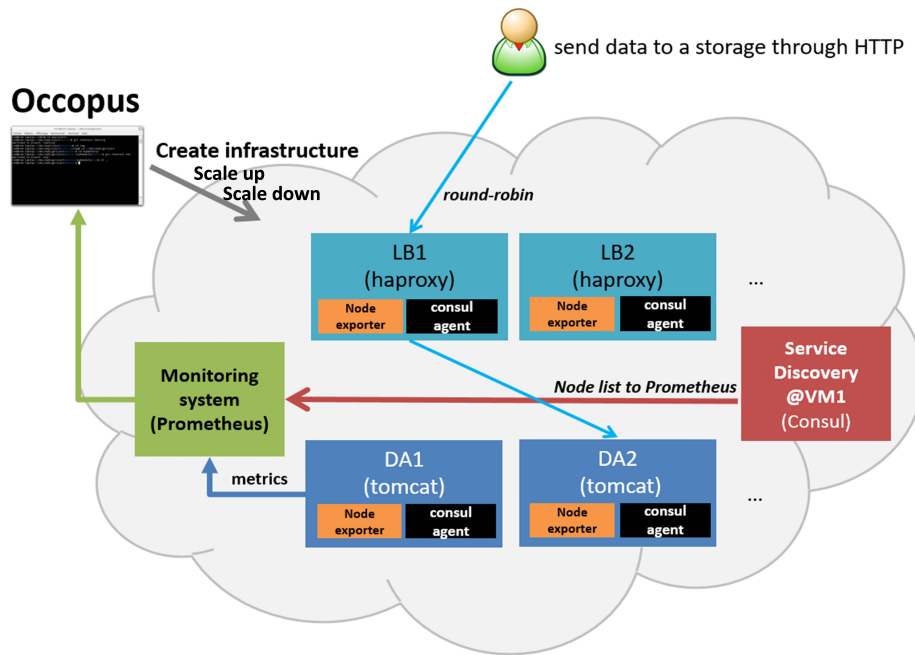 send data to a storage through HTTP
Occopus
Create infrastructure
Scale up
Scale down
round-robin
LB1
(haproxy)
Node
exporter
consul
agent
LB2
(haproxy)
Node
exporter
consul
agent
...
Monitoring
system
(Prometheus)
Node list to Prometheus
Service
Discovery
@VM1
(Consul)
metrics
DA1
(tomcat)
Node
exporter
consul
agent
DA2
(tomcat)
Node
exporter
consul
agent
...